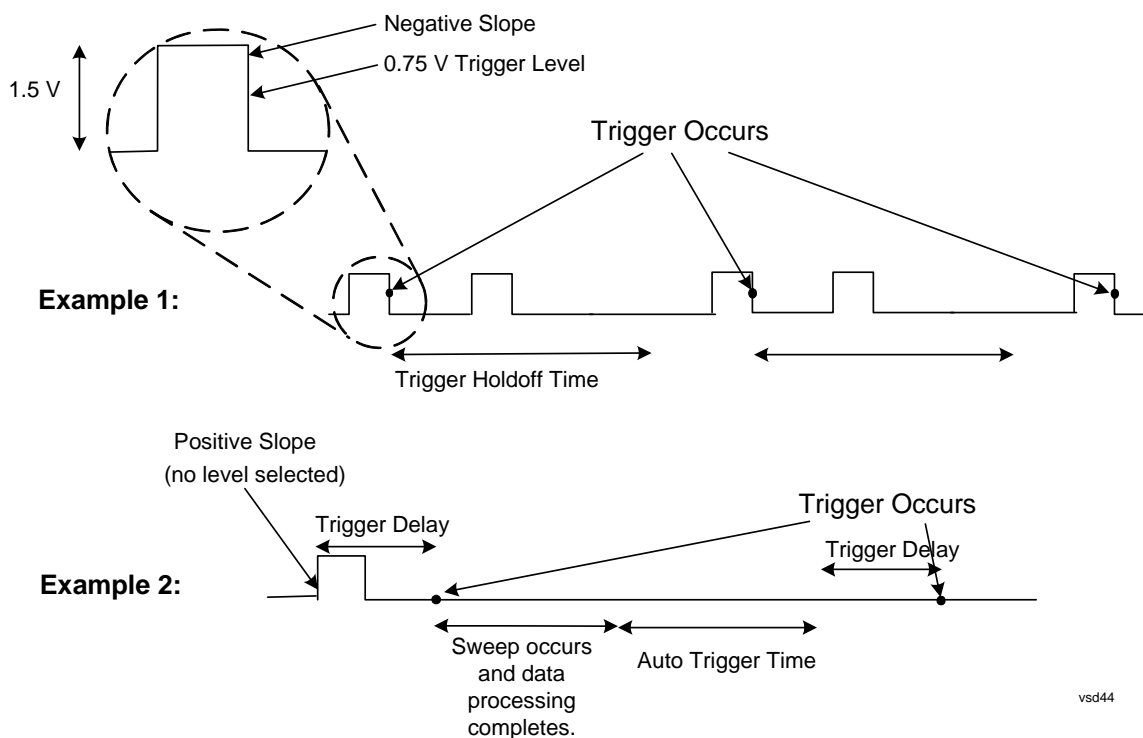 Negative Slope
0.75 V Trigger Level
1.5 V
Trigger Occurs
Example 1:
Trigger Holdoff Time
Positive Slope
(no level selected)
Trigger Delay
Trigger Occurs
Trigger Delay
Example 2:
Sweep occurs
and data
processing
completes.
Auto Trigger Time
vsd44